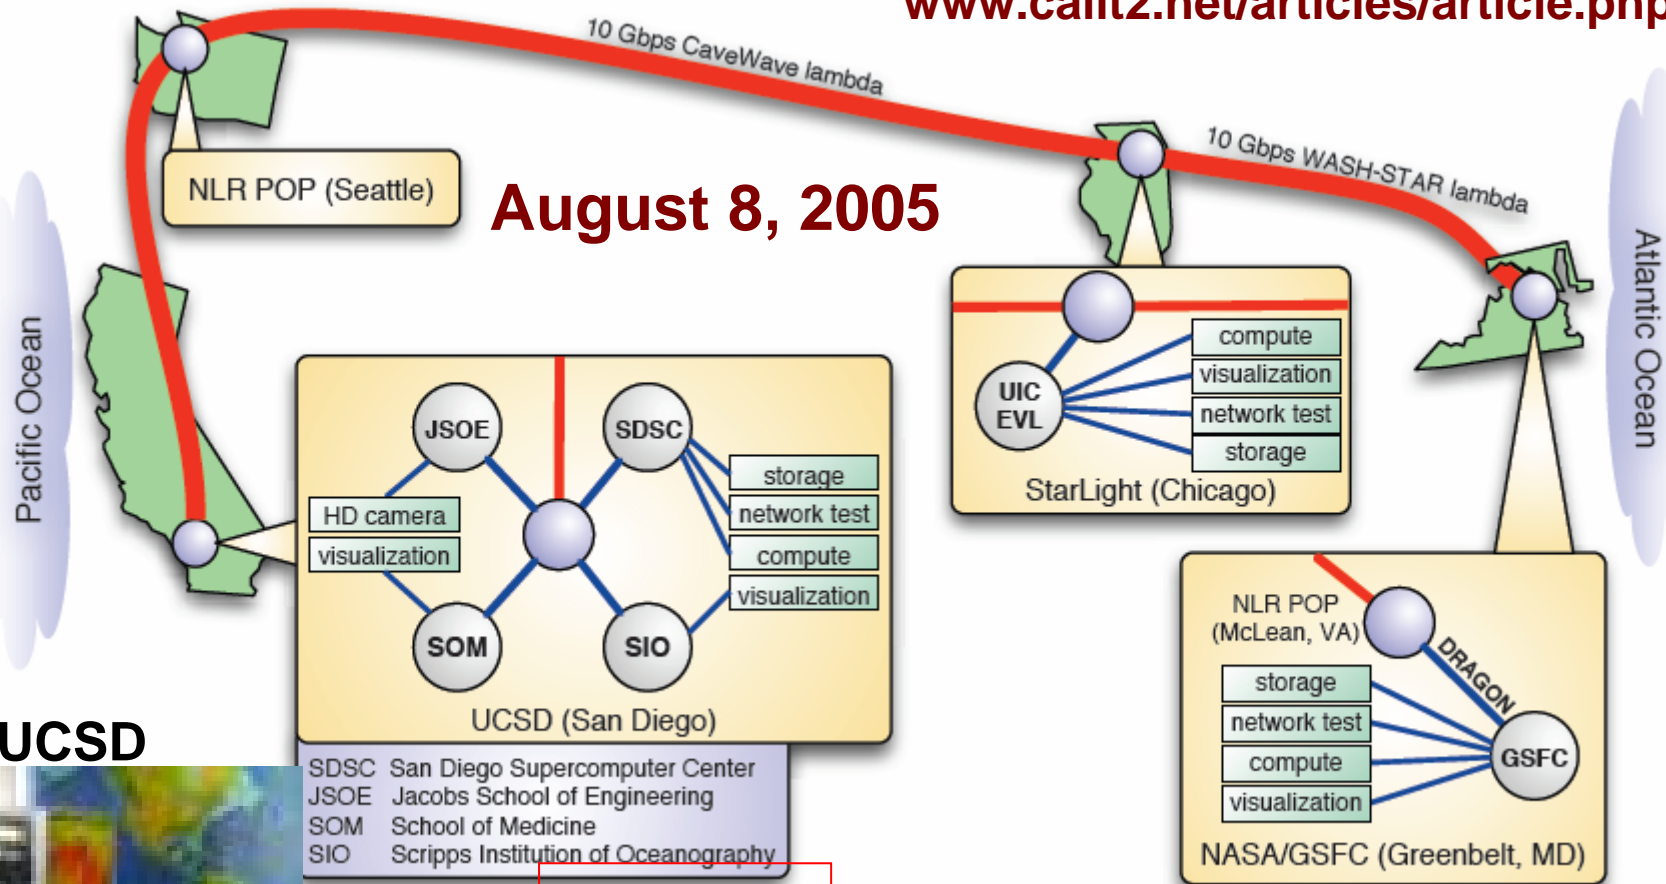 www.calit2.net/articles/article.php
10 Gbps CaveWave lambda
10 Gbps WASH-STAR lambda
NLR POP (Seattle)
August 8, 2005
Pacific Ocean
Atlantic Ocean
UIC
EVL
compute
visualization
network test
storage
StarLight (Chicago)
JSOE
SDSC
HD camera
visualization
storage
network test
compute
visualization
SOM
SIO
UCSD (San Diego)
NLR POP
(McLean, VA)
DRAGON
storage
network test
compute
visualization
GSFC
NASA/GSFC (Greenbelt, MD)
UCSD
SDSC San Diego Supercomputer Center
JSOE Jacobs School of Engineering
SOM School of Medicine
SIO Scripps Institution of Oceanography